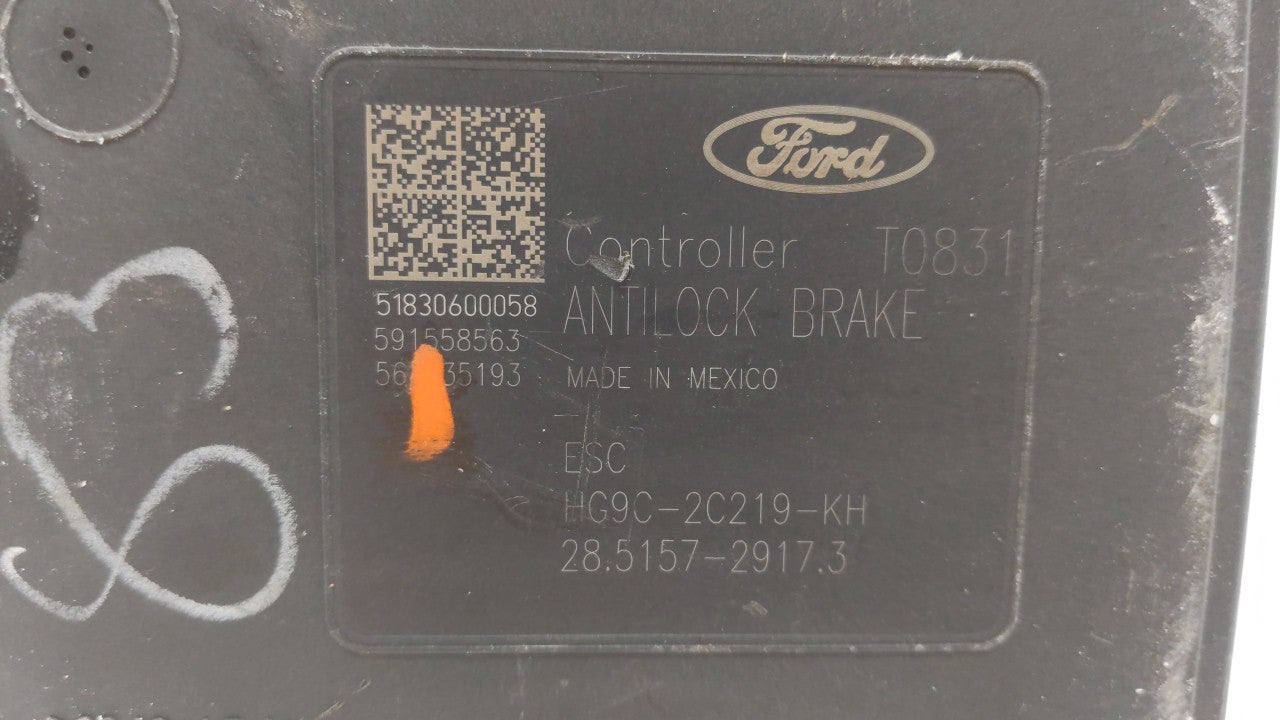 Ford
Controller T0831
ANTILOCK BRAKE
MADE IN MEXICO
ESC
HG9C-2C219-KH
28.5157-2917.3
51830600058
591558563